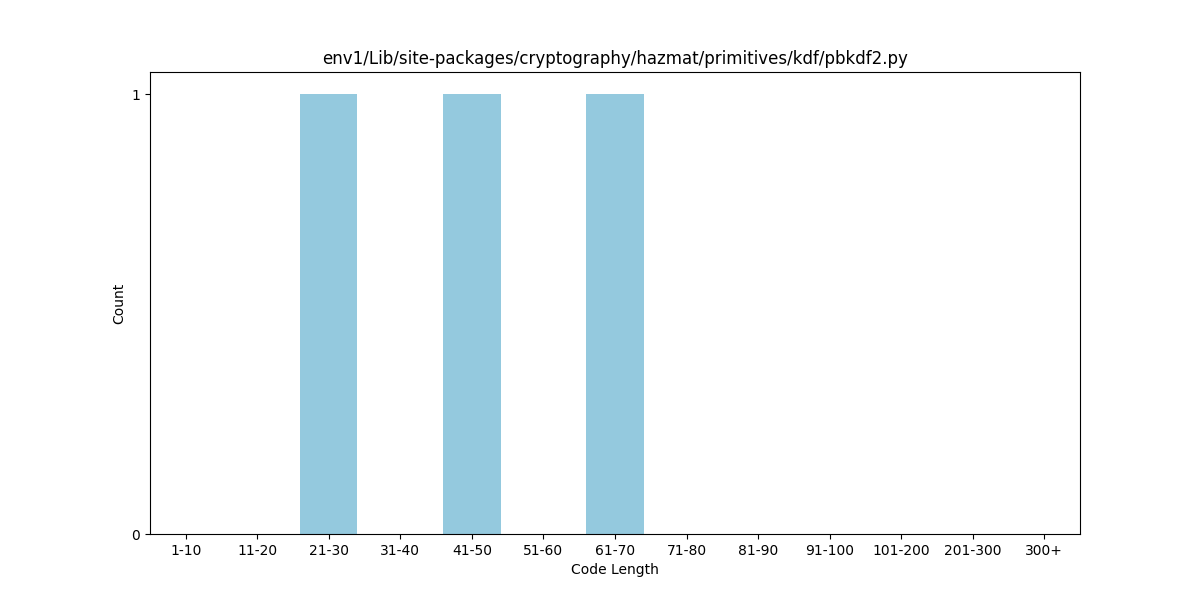 env1/Lib/site-packages/cryptography/hazmat/primitives/kdf/pbkdf2.py
1
Count
0
1-10 11-20 21-30 31-40 41-50 51-60 61-70 71-80 81-90 91-100 101-200 201-300 300+
Code Length